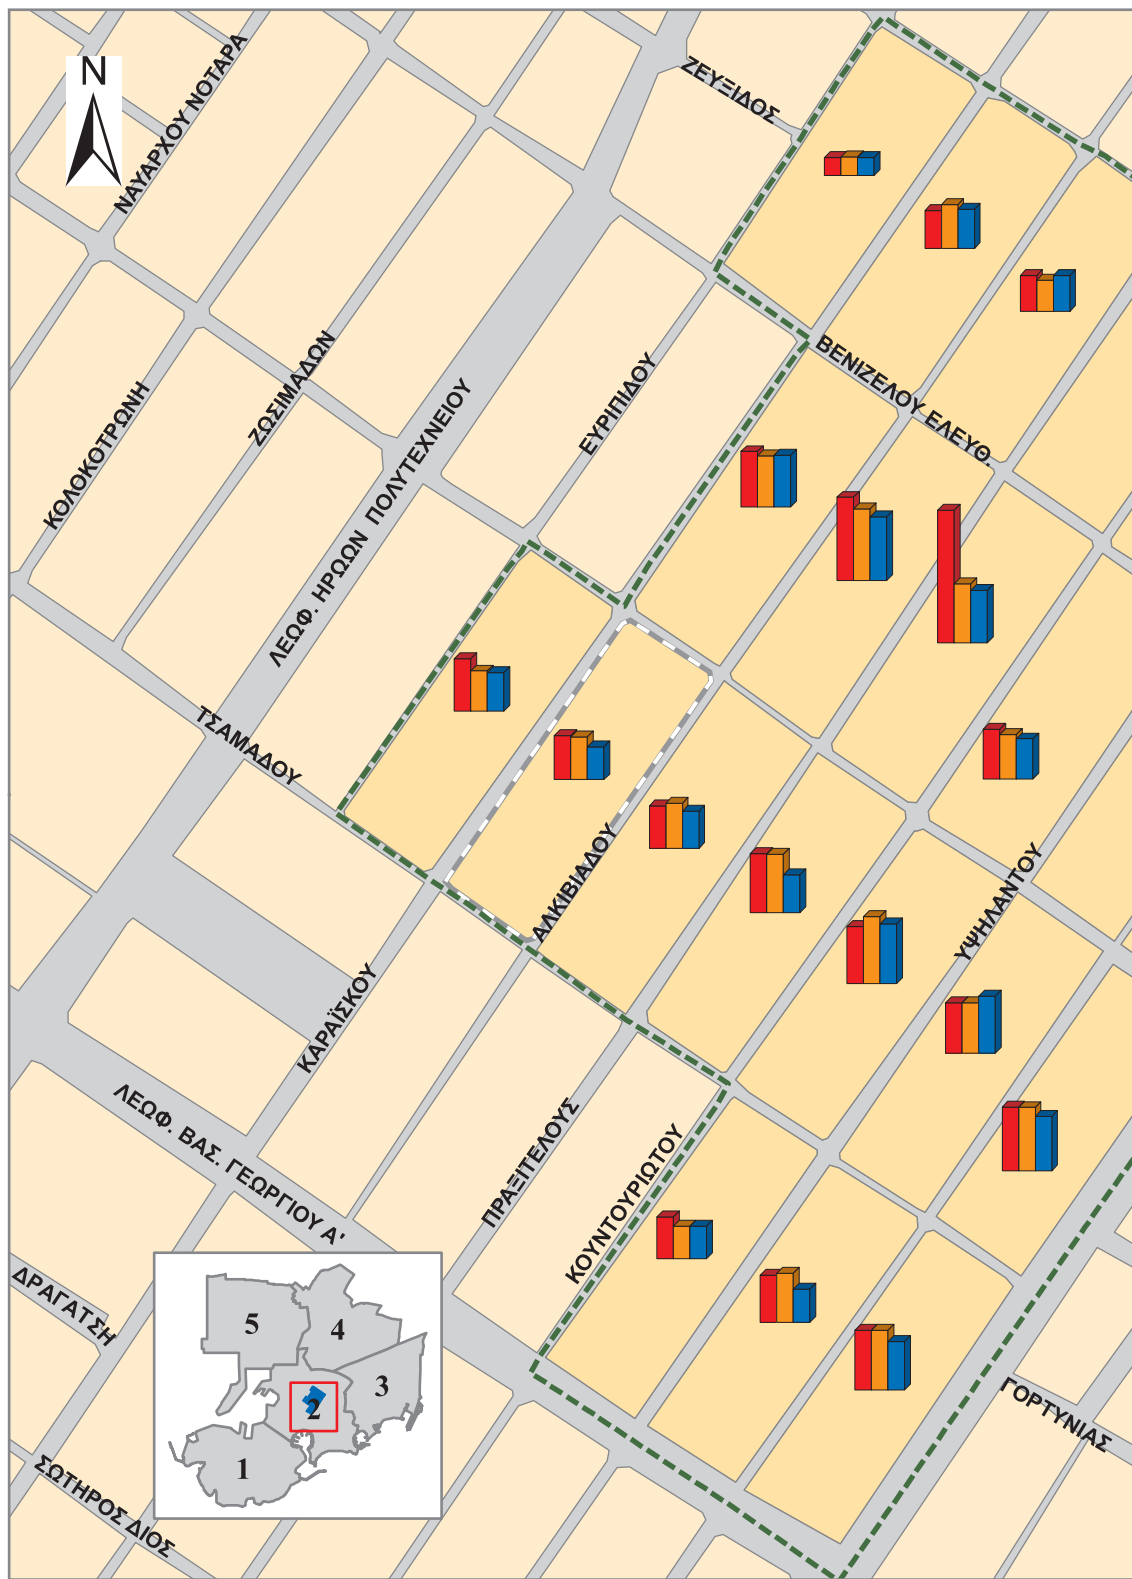 N
ΝΑΥΑΡΧΟΥ ΝΟΤΑΡΑ
ΖΕΥΞΙΔΟΣ
ΒΕΝΙΖΕΛΟΥ ΕΛΕΥΘ.
ΚΟΛΟΚΟΤΡΩΝΗ
ΖΩΣΙΜΑΔΩΝ
ΛΕΩΦ. ΗΡΩΩΝ ΠΟΛΥΤΕΧΝΕΙΟΥ
ΕΥΡΙΠΙΔΟΥ
ΤΣΑΜΑΔΟΥ
ΑΛΚΙΒΙΑΔΟΥ
ΥΨΗΛΑΝΤΟΥ
ΚΑΡΑΪΣΚΟΥ
ΛΕΩΦ. ΒΑΣ. ΓΕΩΡΓΙΟΥ Α'
ΠΡΑΞΙΤΕΛΟΥΣ
ΚΟΥΝΤΟΥΡΙΩΤΟΥ
ΔΡΑΓΑΤΣΗ
5
4
3
2
1
ΓΟΡΤΥΝΙΑΣ
ΣΩΤΗΡΟΣ ΔΙΟΣ